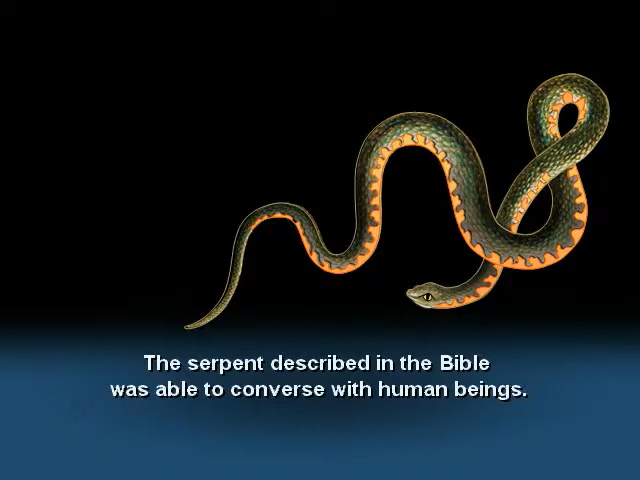 The serpent described in the Bible
was able to converse with human beings.